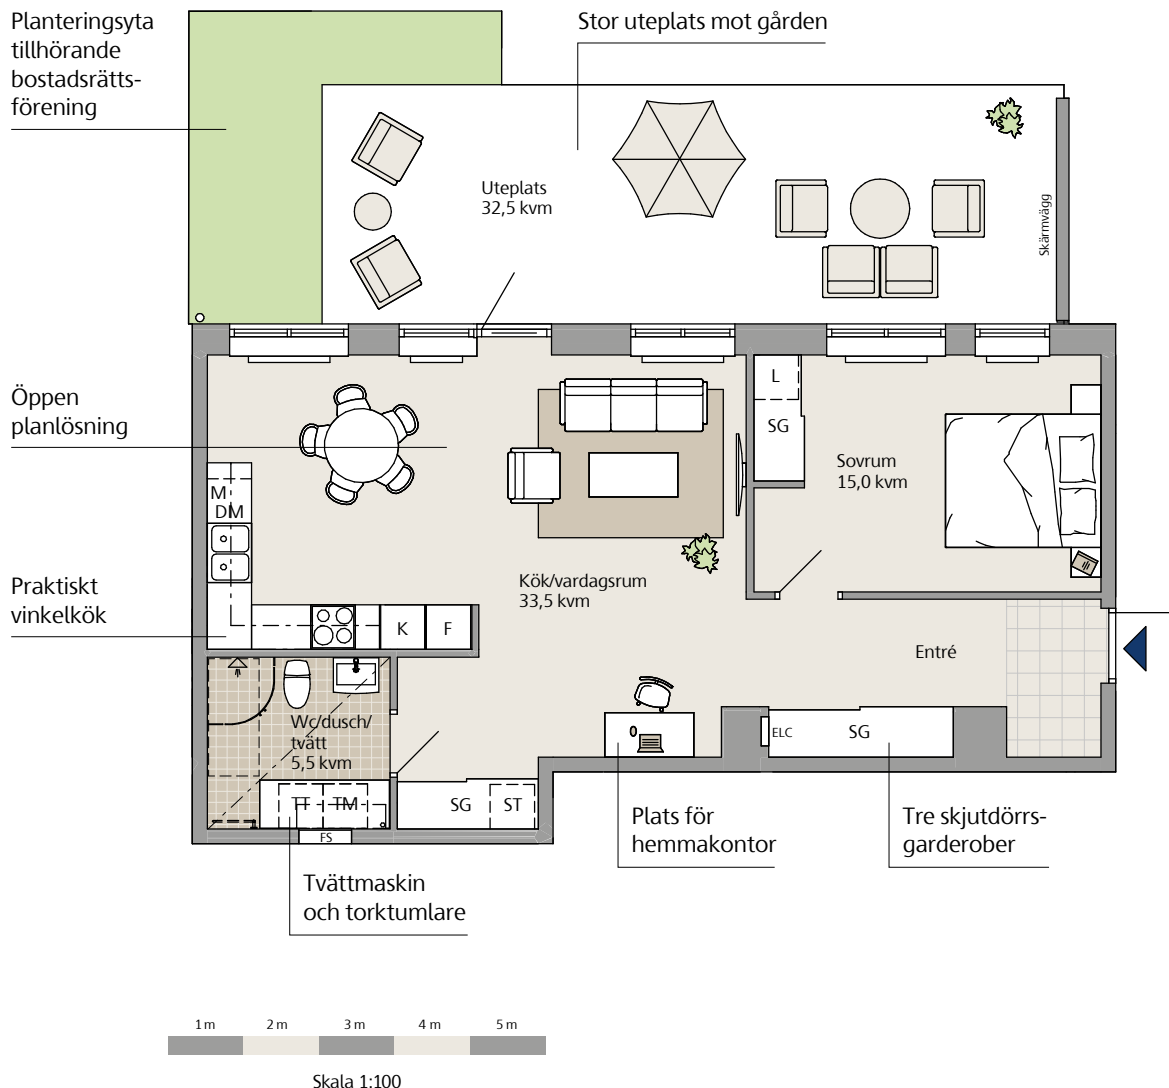 Planteringsyta
tillhörande
bostadsrätts-
förening
Stor uteplats mot gården
Uteplats
32,5 kvm
Skärmvägg
Öppen
planlösning
L
SG
Sovrum
15,0 kvm
M
DM
Praktiskt
vinkelkök
Kök/vardagsrum
33,5 kvm
K
F
Entré
Wc/dusch/
tvätt
5,5 kvm
ELC
SG
TT
TM
SG
ST
FS
Plats för
hemmakontor
Tre skjutdörrs-
garderober
Tvättmaskin
och torktumlare
1 m
2 m
3 m
4 m
5 m
Skala 1:100